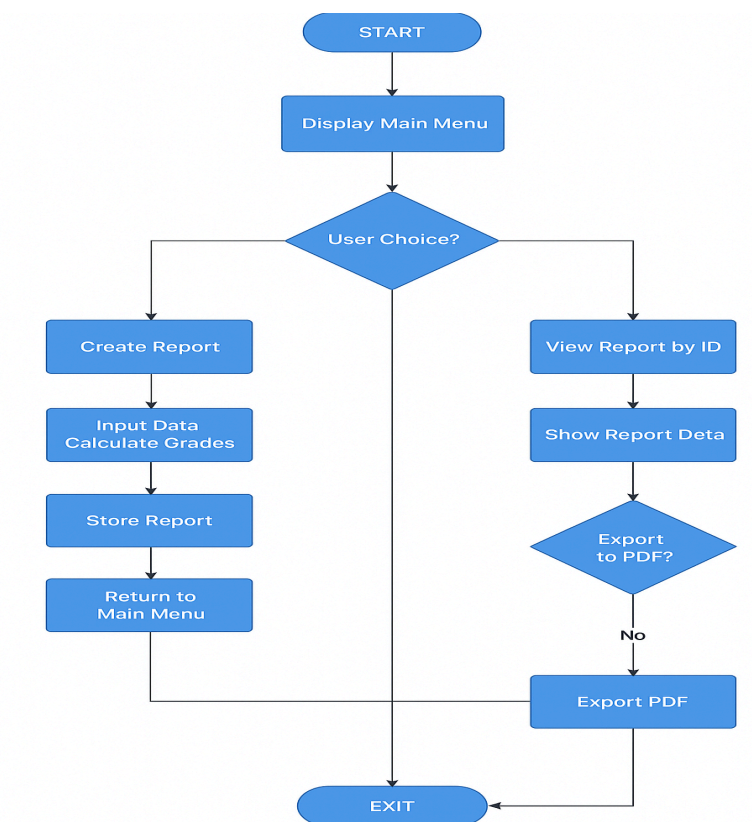 START
Display Main Menu
User Choice?
Create Report
View Report by ID
Input Data
Calculate Grades
Show Report Deta
Store Report
Export
to PDF?
Return to
Main Menu
No
Export PDF
EXIT